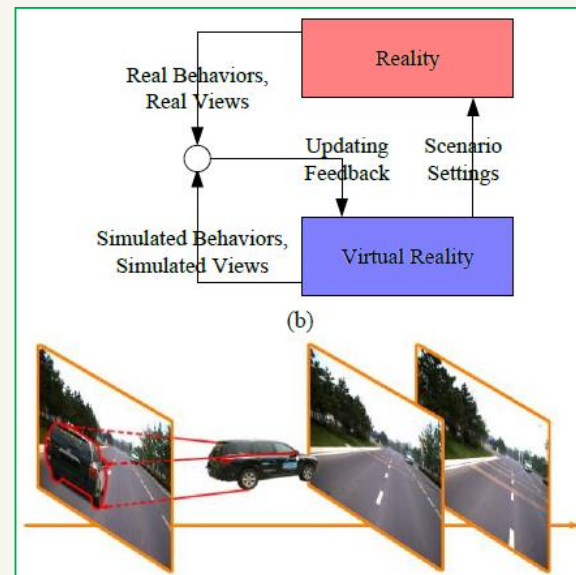 Reality
Real Behaviors,
Real Views
Updating
Feedback
Scenario
Settings
Simulated Behaviors,
Simulated Views
Virtual Reality
(b)